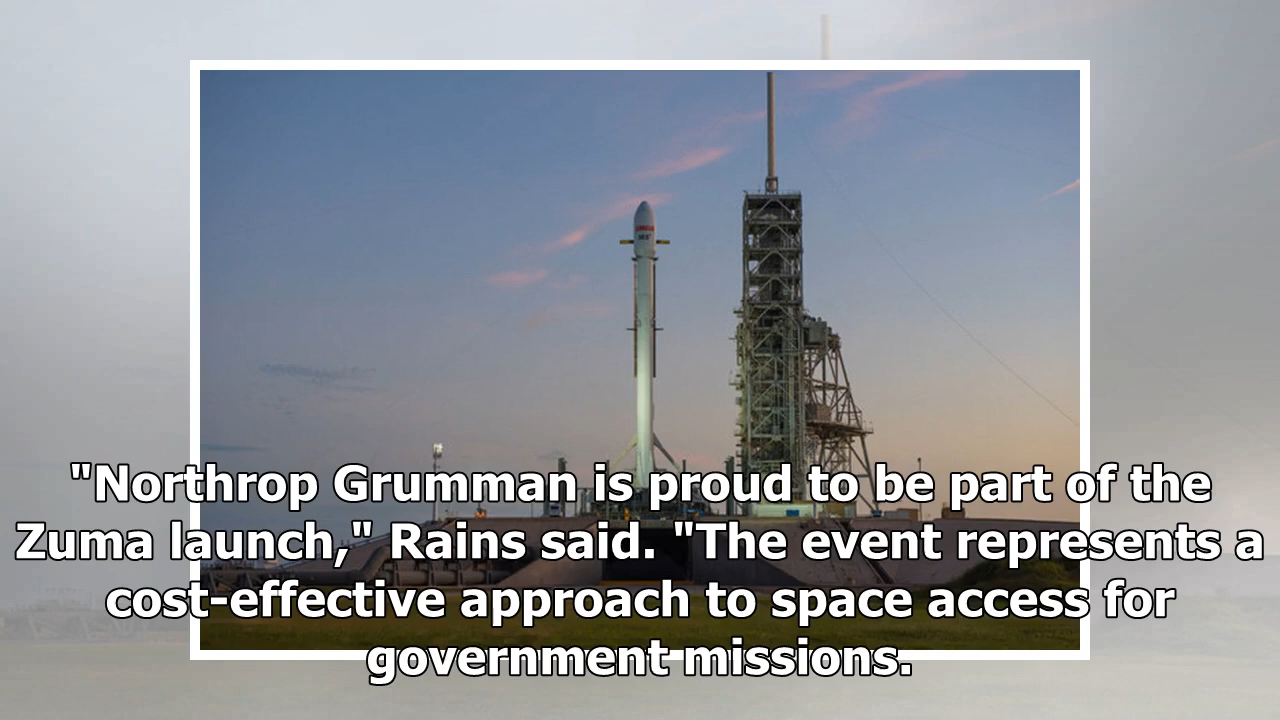 "Northrop Grumman is proud to be part of the
Zuma launch," Rains said. "The event represents a
cost-effective approach to space access for
government missions.